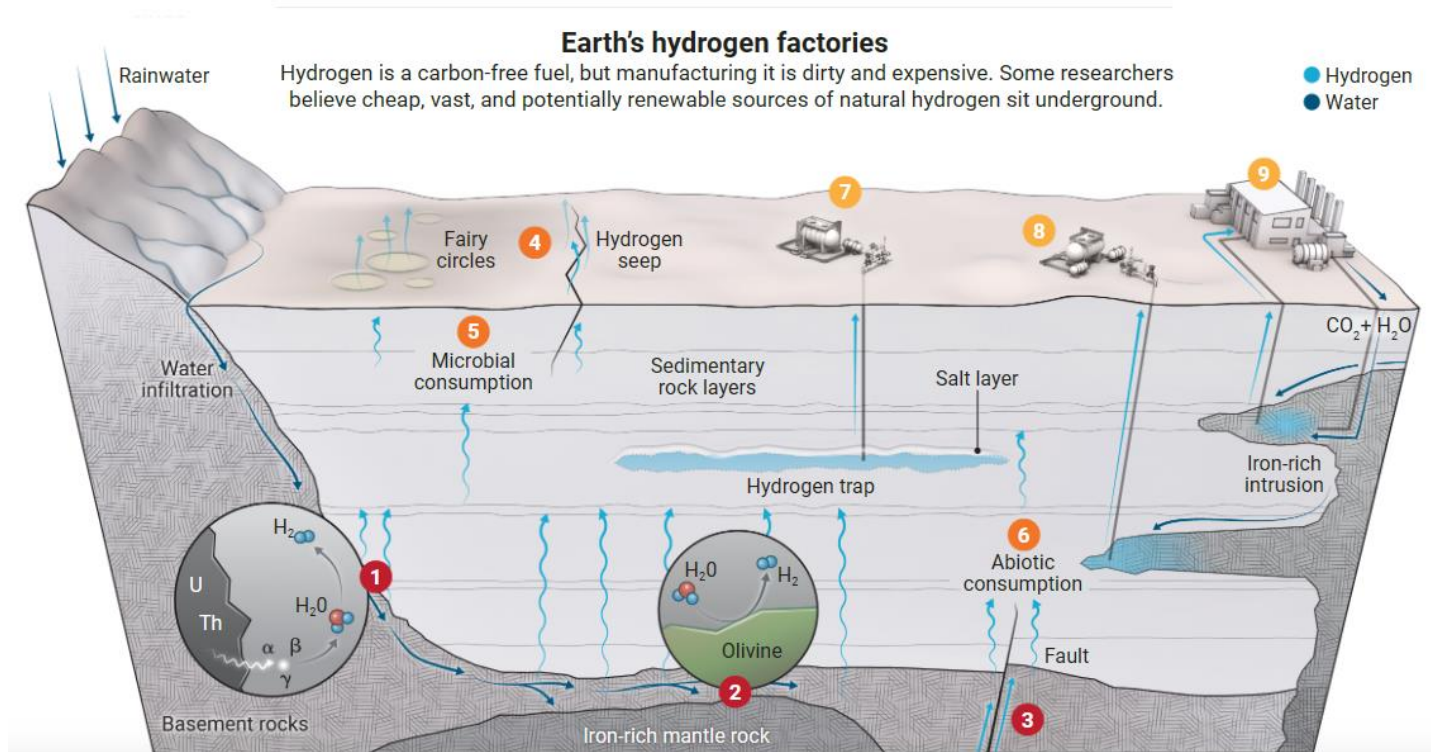 Earth's hydrogen factories
Hydrogen is a carbon-free fuel, but manufacturing it is dirty and expensive. Some researchers
believe cheap, vast, and potentially renewable sources of natural hydrogen sit underground.
Hydrogen
Water
Rainwater
Fairy
circles
4
Hydrogen
seep
7
8
9
5
Microbial
consumption
Water
infiltration
Sedimentary
rock layers
Salt layer
CO₂+ H₂O
Hydrogen trap
Iron-rich
intrusion
6
Abiotic
consumption
1
H₂
U
Th
H₂O
α β
γ
H₂O
H₂
Olivine
2
Fault
3
Basement rocks
Iron-rich mantle rock